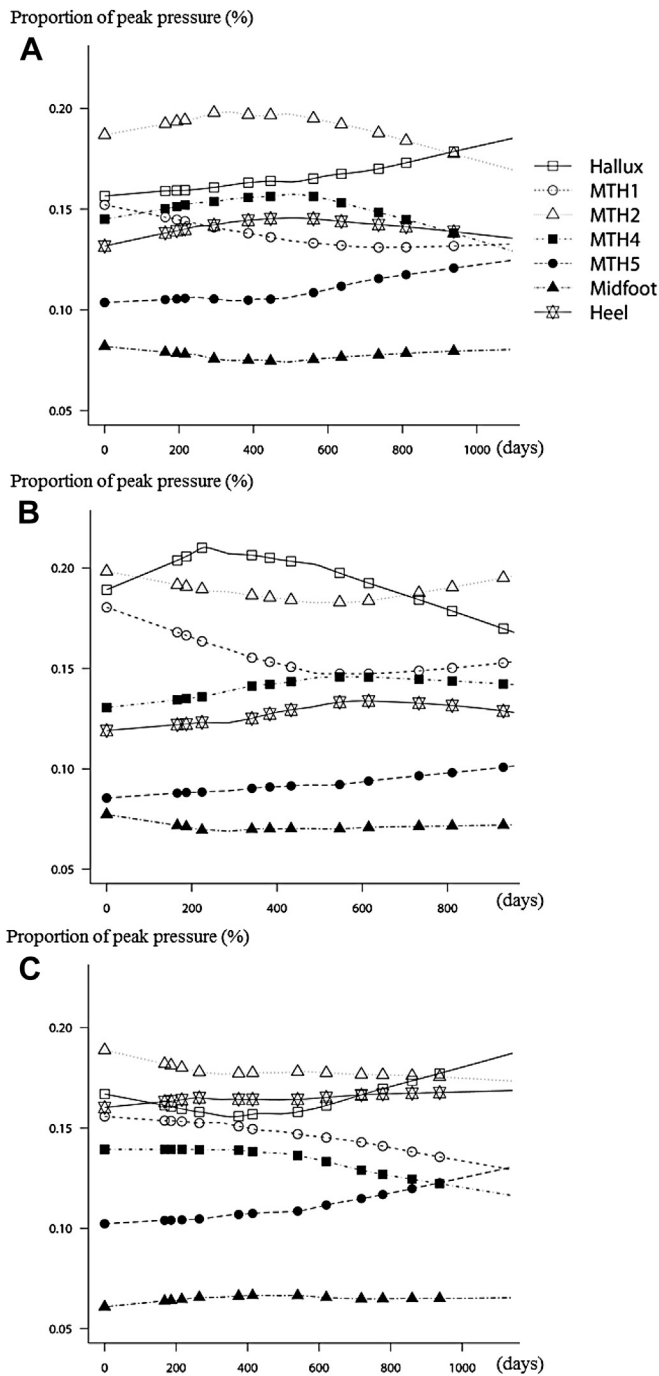 Proportion of peak pressure (%)
A
0.20
0.15
0.10
0.05
0 200 400 600 800 1000 (days)
Hallux
MTH1
MTH2
MTH4
MTH5
Midfoot
Heel
Proportion of peak pressure (%)
B
0.20
0.15
0.10
0.05
0 200 400 600 800 (days)
Proportion of peak pressure (%)
C
0.20
0.15
0.10
0.05
0 200 400 600 800 1000 (days)